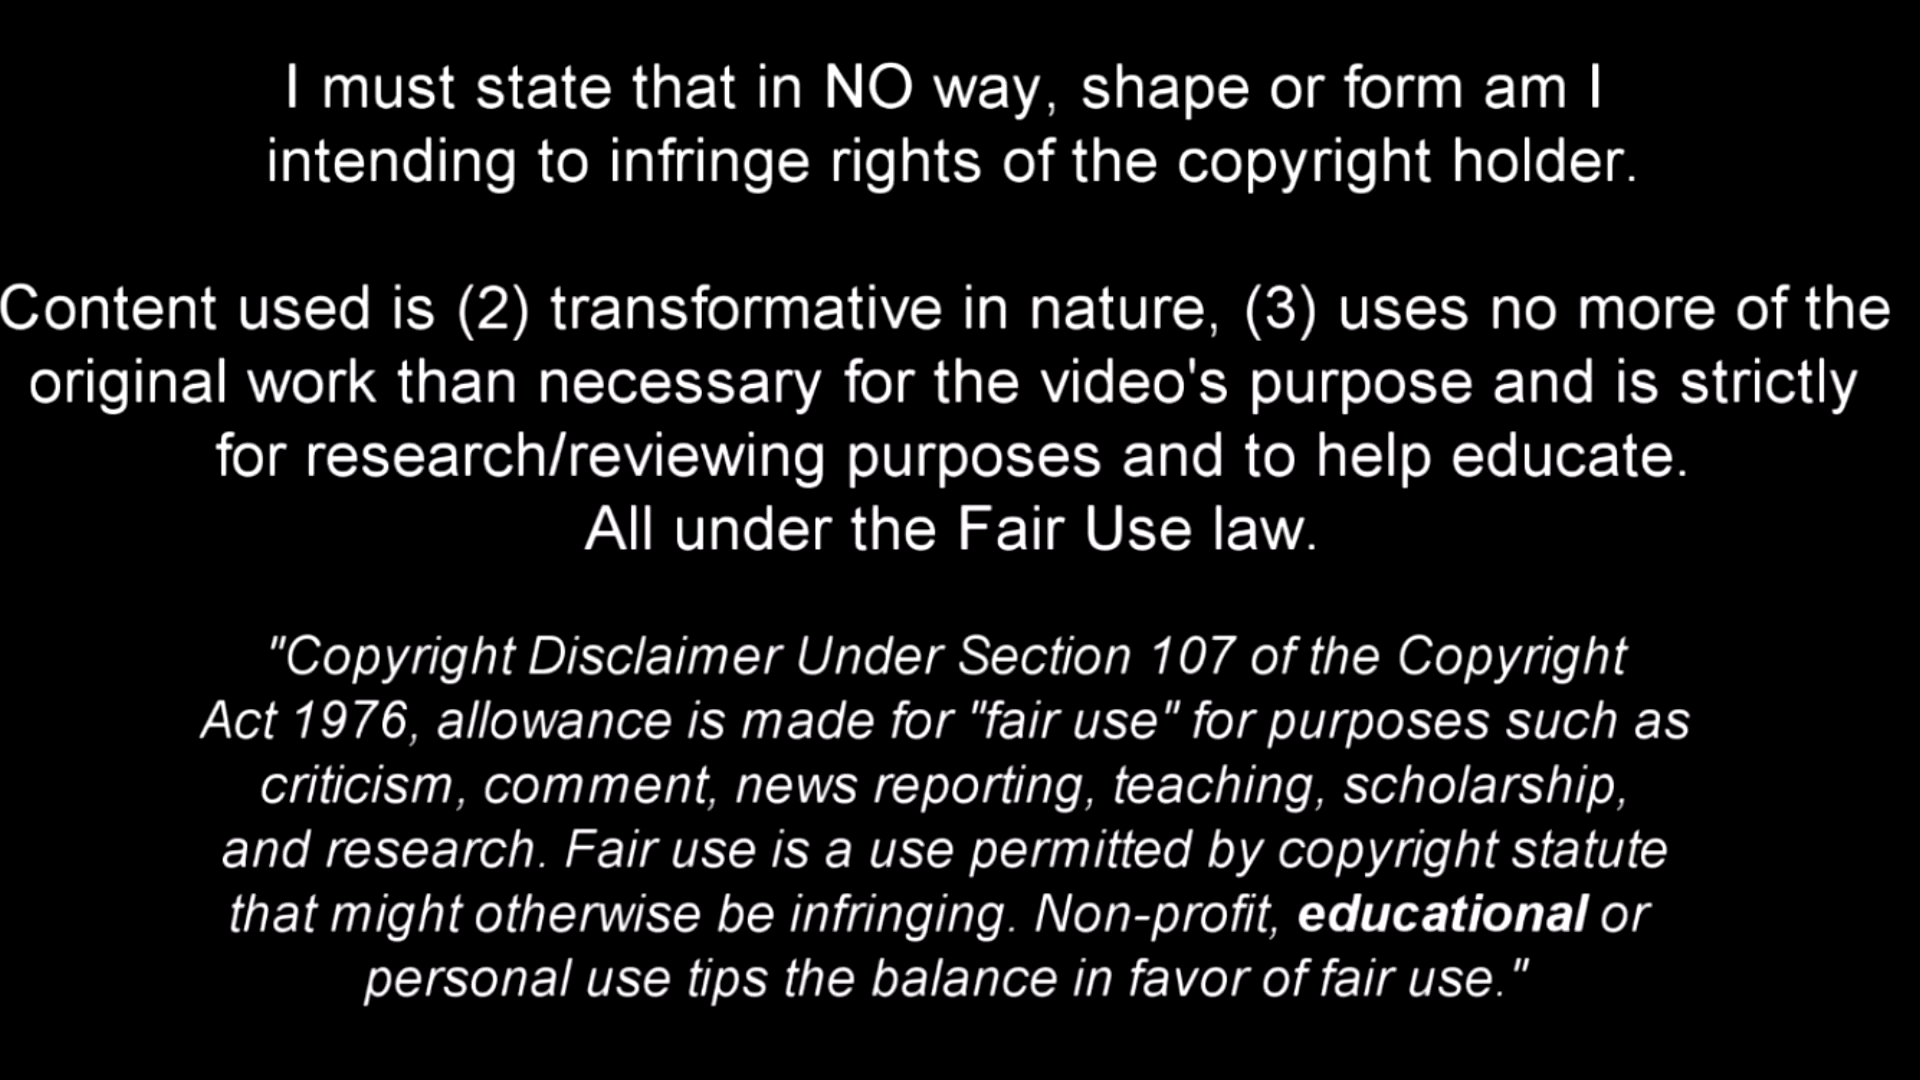 I must state that in NO way, shape or form am I
intending to infringe rights of the copyright holder.
Content used is (2) transformative in nature, (3) uses no more of the
original work than necessary for the video's purpose and is strictly
for research/reviewing purposes and to help educate.
All under the Fair Use law.
"Copyright Disclaimer Under Section 107 of the Copyright
Act 1976, allowance is made for "fair use" for purposes such as
criticism, comment, news reporting, teaching, scholarship,
and research. Fair use is a use permitted by copyright statute
that might otherwise be infringing. Non-profit, educational or
personal use tips the balance in favor of fair use."